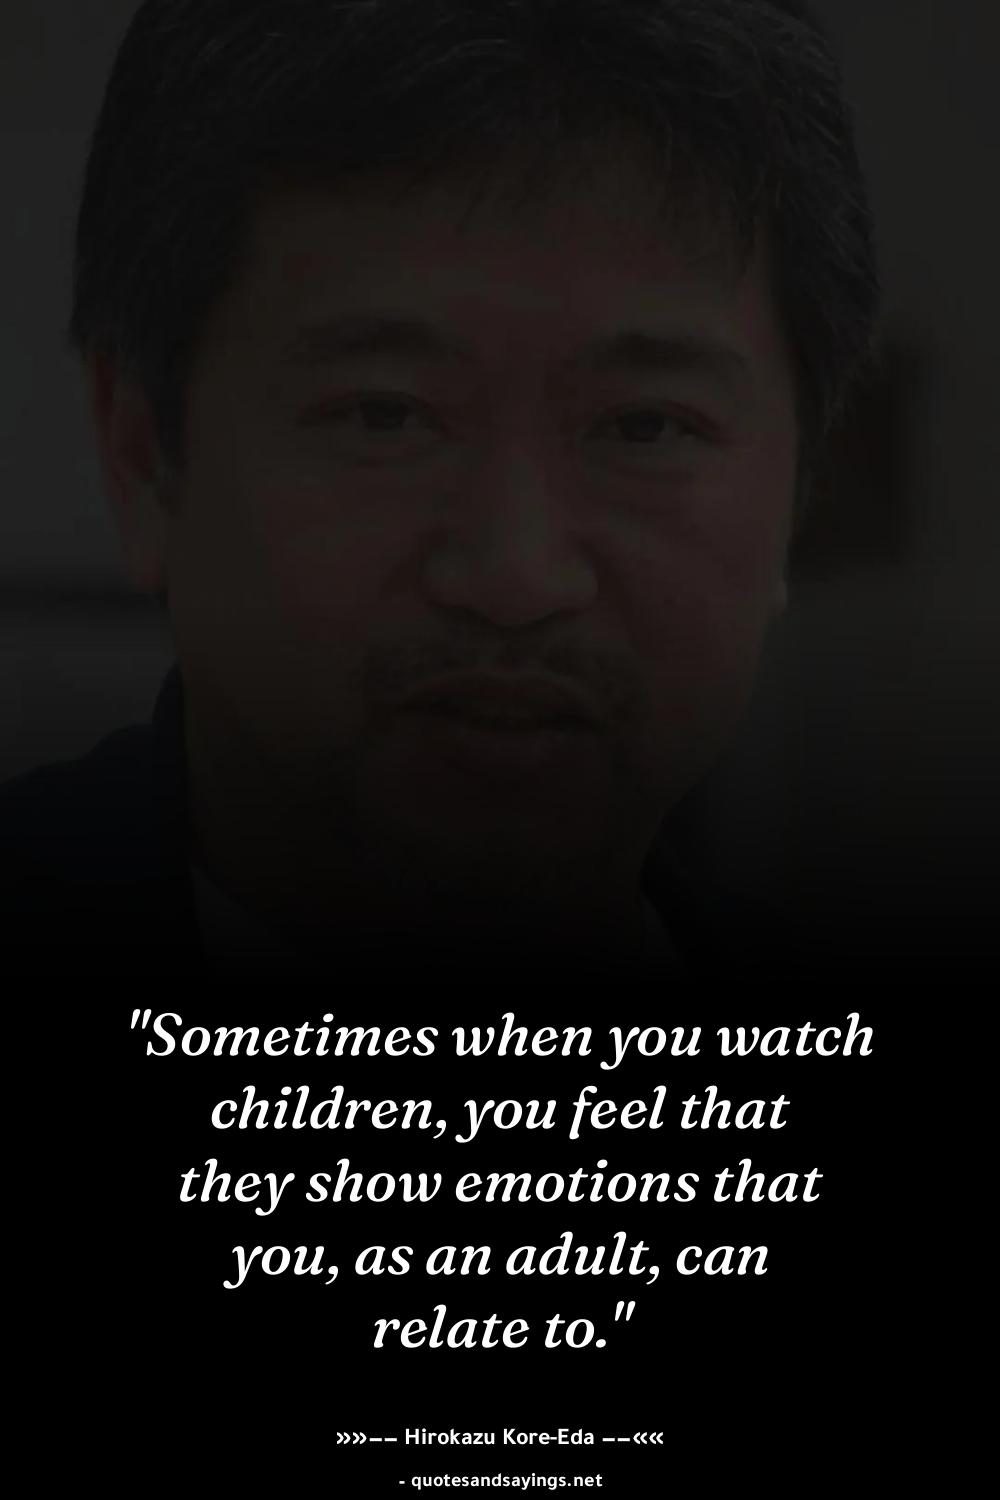 "Sometimes when you watch
children, you feel that
they show emotions that
you, as an adult, can
relate to."
»»−− Hirokazu Kore-Eda −−««
- quotesandsayings.net